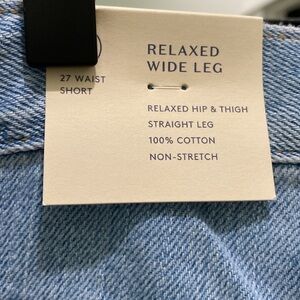 RELAXED
WIDE LEG
27 WAIST
SHORT
RELAXED HIP & THIGH
STRAIGHT LEG
100% COTTON
NON-STRETCH